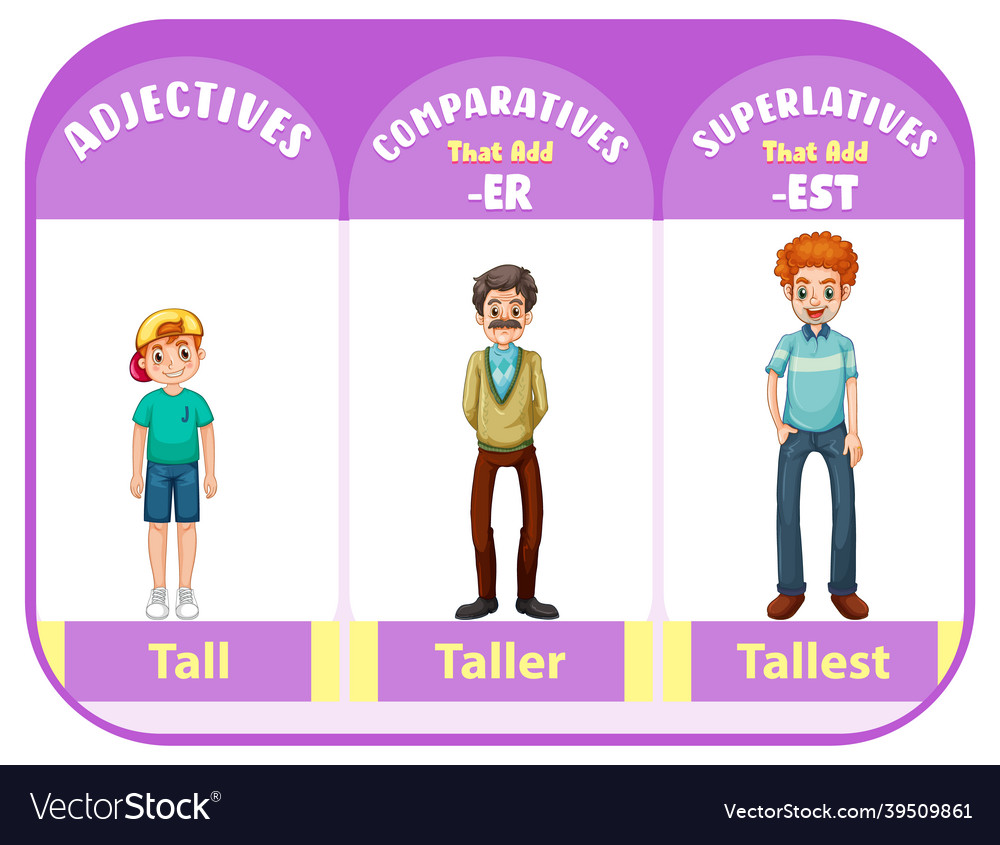 ADJECTIVES
COMPARATIVES
That Add
-ER
SUPERLATIVES
That Add
-EST
J
Tall
Taller
Tallest
VectorStock®
VectorStock.com/39509861